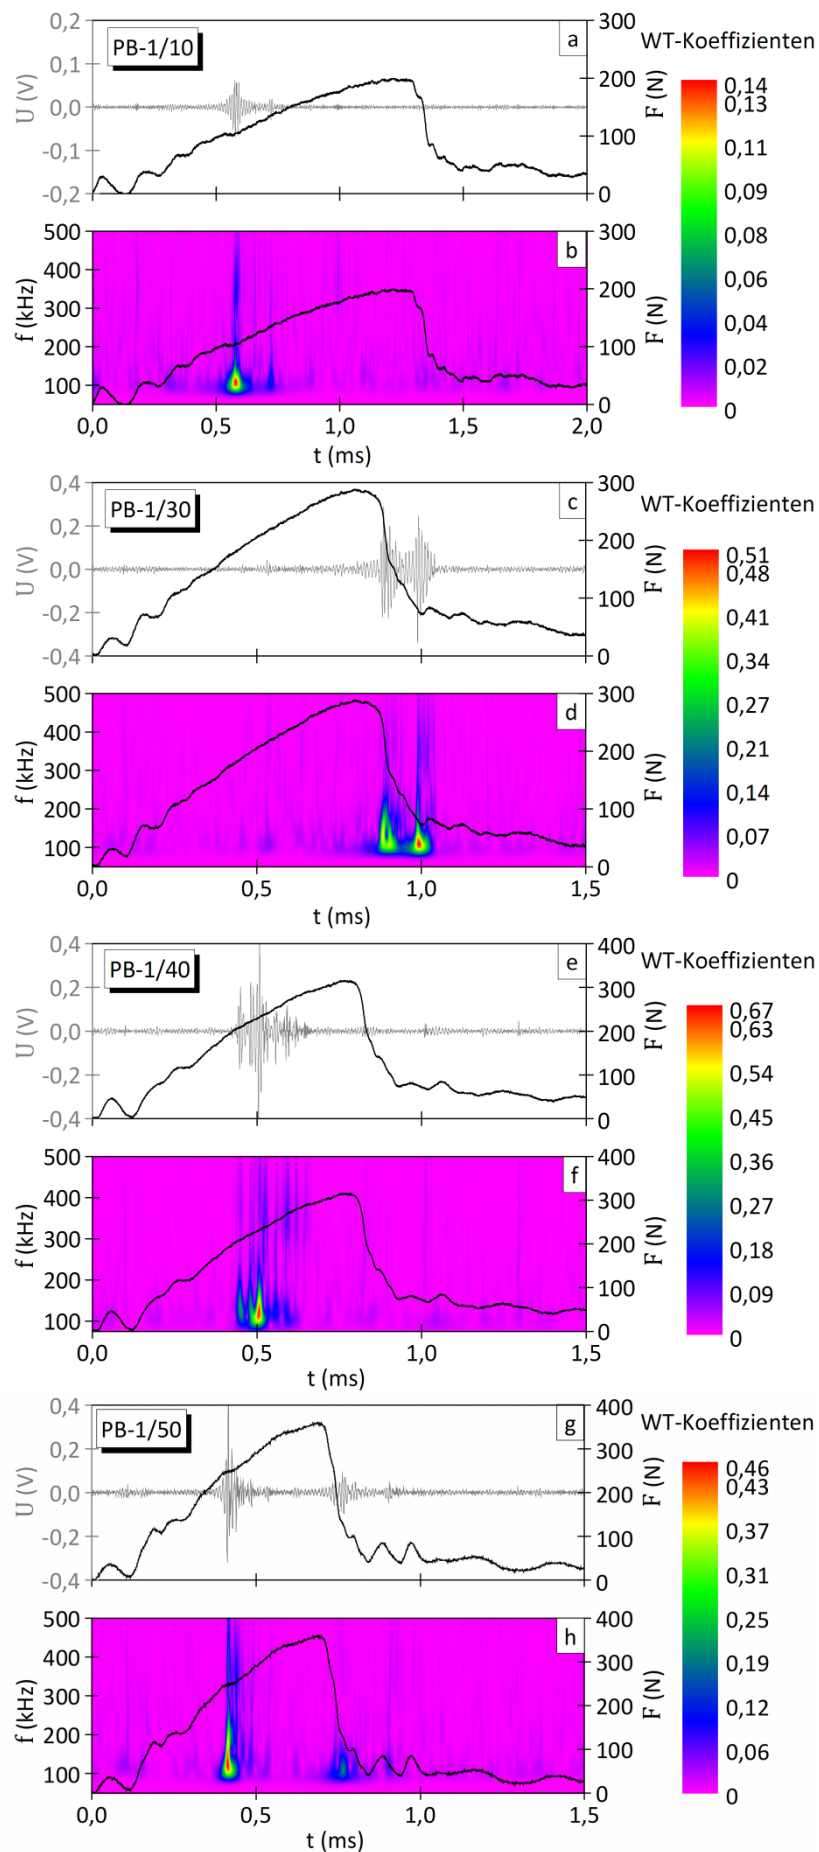 PB-1/10
a
WT-Koeffizienten
U (V)
0,2
0,1
0,0
-0,1
-0,2
F (N)
300
200
100
0
0,14
0,13
0,11
0,09
0,08
0,06
0,04
0,02
0
b
f (kHz)
500
400
300
200
100
F (N)
300
200
100
0
0,0 0,5 1,0 1,5 2,0
t (ms)
PB-1/30
c
WT-Koeffizienten
U (V)
0,4
0,2
0,0
-0,2
-0,4
F (N)
300
200
100
0
0,51
0,48
0,41
0,34
0,27
0,21
0,14
0,07
0
d
f (kHz)
500
400
300
200
100
F (N)
300
200
100
0
0,0 0,5 1,0 1,5
t (ms)
PB-1/40
e
WT-Koeffizienten
U (V)
0,4
0,2
0,0
-0,2
-0,4
F (N)
400
300
200
100
0
0,67
0,63
0,54
0,45
0,36
0,27
0,18
0,09
0
f
f (kHz)
500
400
300
200
100
F (N)
400
300
200
100
0
0,0 0,5 1,0 1,5
t (ms)
PB-1/50
g
WT-Koeffizienten
U (V)
0,4
0,2
0,0
-0,2
-0,4
F (N)
400
300
200
100
0
0,46
0,43
0,37
0,31
0,25
0,19
0,12
0,06
0
h
f (kHz)
500
400
300
200
100
F (N)
400
300
200
100
0
0,0 0,5 1,0 1,5
t (ms)